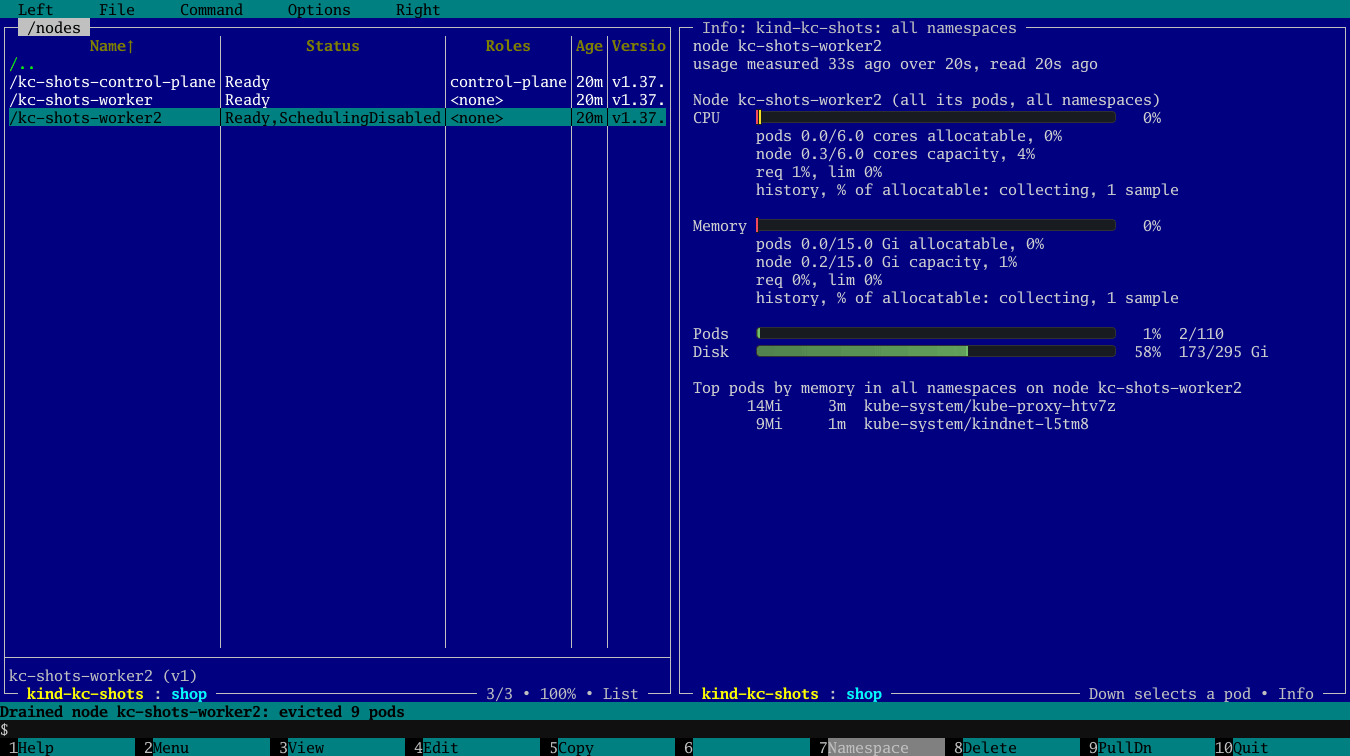 Left File Command Options Right
/nodes
Name↑ Status Roles Age Versio
/..
/kc-shots-control-plane Ready control-plane 20m v1.37.
/kc-shots-worker Ready <none> 20m v1.37.
/kc-shots-worker2 Ready,SchedulingDisabled <none> 20m v1.37.
kc-shots-worker2 (v1)
kind-kc-shots : shop 3/3 • 100% • List
Info: kind-kc-shots: all namespaces
node kc-shots-worker2
usage measured 33s ago over 20s, read 20s ago
Node kc-shots-worker2 (all its pods, all namespaces)
CPU 0%
pods 0.0/6.0 cores allocatable, 0%
node 0.3/6.0 cores capacity, 4%
req 1%, lim 0%
history, % of allocatable: collecting, 1 sample
Memory 0%
pods 0.0/15.0 Gi allocatable, 0%
node 0.2/15.0 Gi capacity, 1%
req 0%, lim 0%
history, % of allocatable: collecting, 1 sample
Pods 1% 2/110
Disk 58% 173/295 Gi
Top pods by memory in all namespaces on node kc-shots-worker2
14Mi 3m kube-system/kube-proxy-htv7z
9Mi 1m kube-system/kindnet-l5tm8
kind-kc-shots : shop Down selects a pod • Info
Drained node kc-shots-worker2: evicted 9 pods
$
1Help 2Menu 3View 4Edit 5Copy 6 7Namespace 8Delete 9PullDn 10Quit